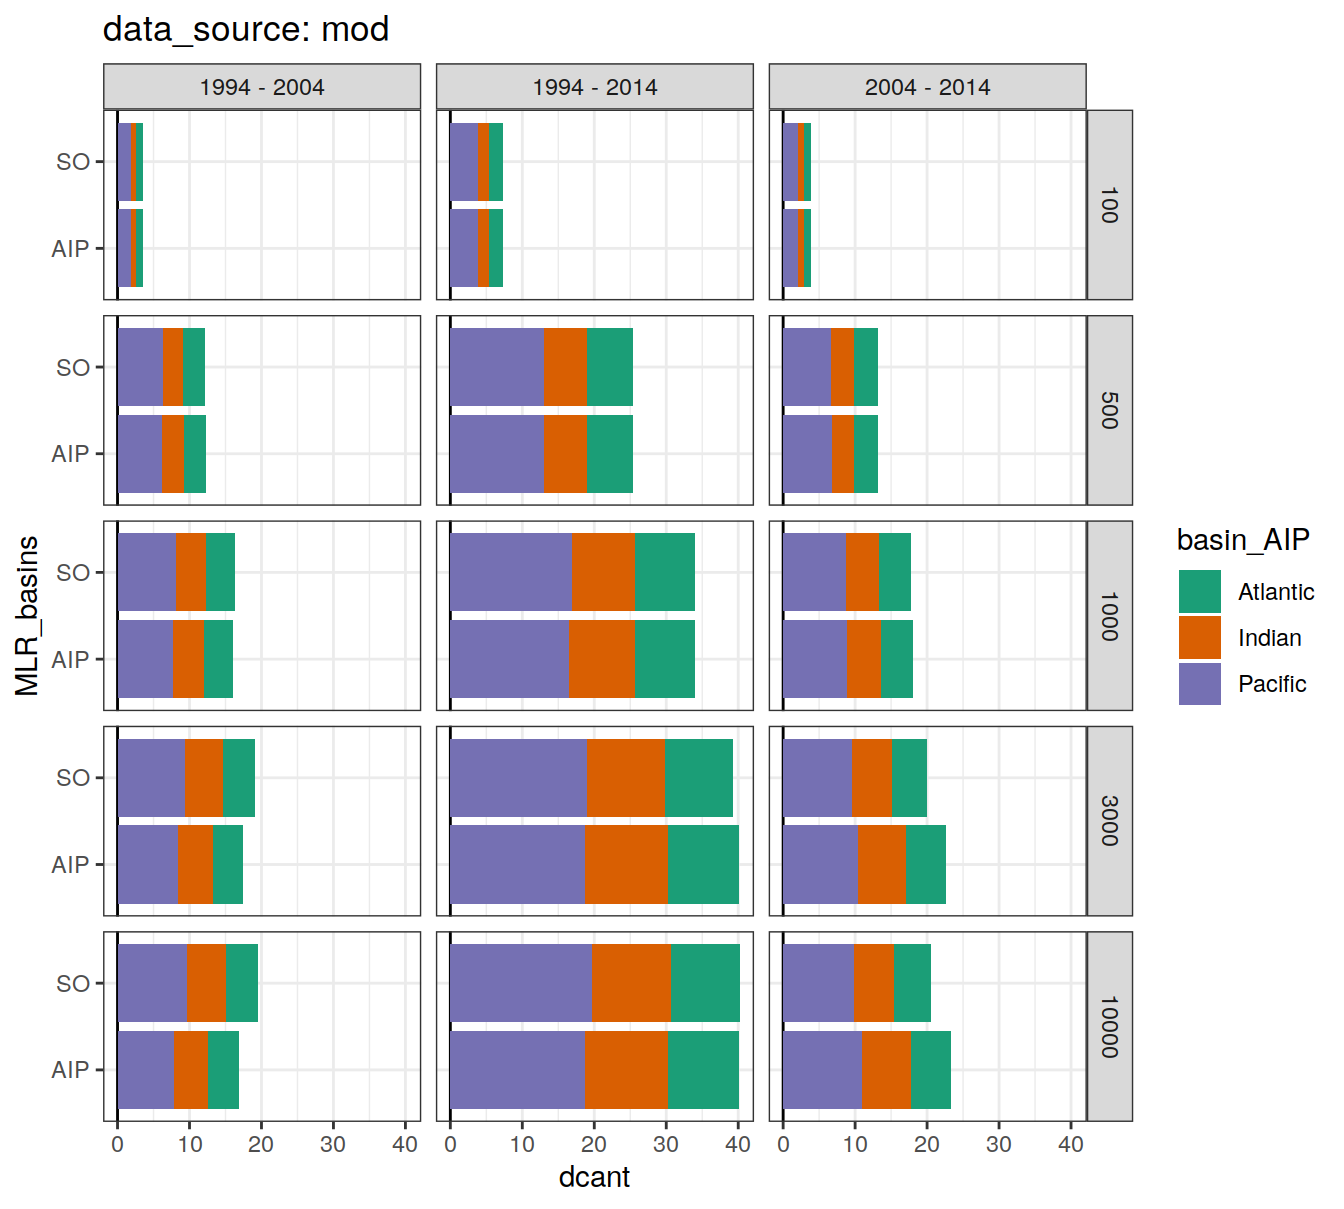 data_source: mod
1994 - 2004
1994 - 2014
2004 - 2014
SO
AIP
100
SO
AIP
500
SO
AIP
1000
SO
AIP
3000
SO
AIP
10000
MLR_basins
basin_AIP
Atlantic
Indian
Pacific
0 10 20 30 40
0 10 20 30 40
0 10 20 30 40
dcant